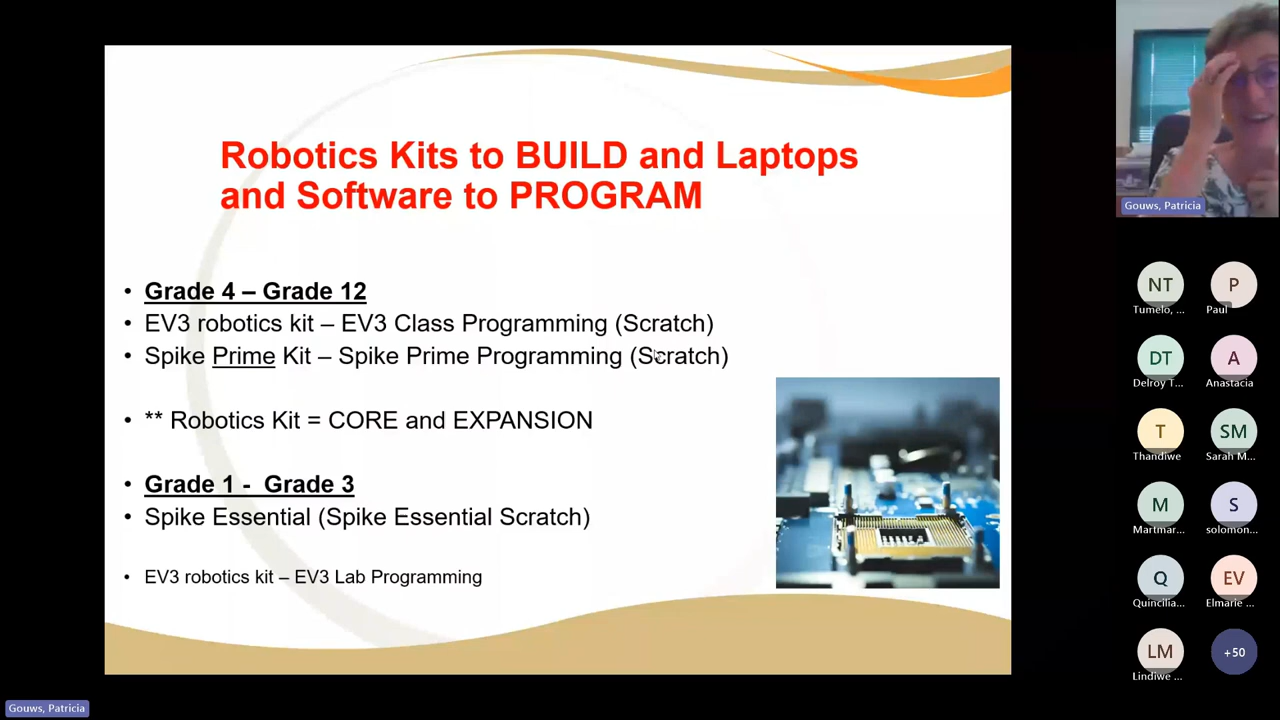 Robotics Kits to BUILD and Laptops
and Software to PROGRAM
• Grade 4 – Grade 12
• EV3 robotics kit – EV3 Class Programming (Scratch)
• Spike Prime Kit – Spike Prime Programming (Scratch)
• ** Robotics Kit = CORE and EXPANSION
• Grade 1 - Grade 3
• Spike Essential (Spike Essential Scratch)
• EV3 robotics kit – EV3 Lab Programming
Gouws, Patricia
NT
Tumelo, ...
P
Paul
DT
Delroy T...
A
Anastacia
T
Thandiwe
SM
Sarah M...
M
Martmar...
S
solomon...
Q
Quincilia...
EV
Elmarie ...
LM
Lindiwe ...
+50
Gouws, Patricia